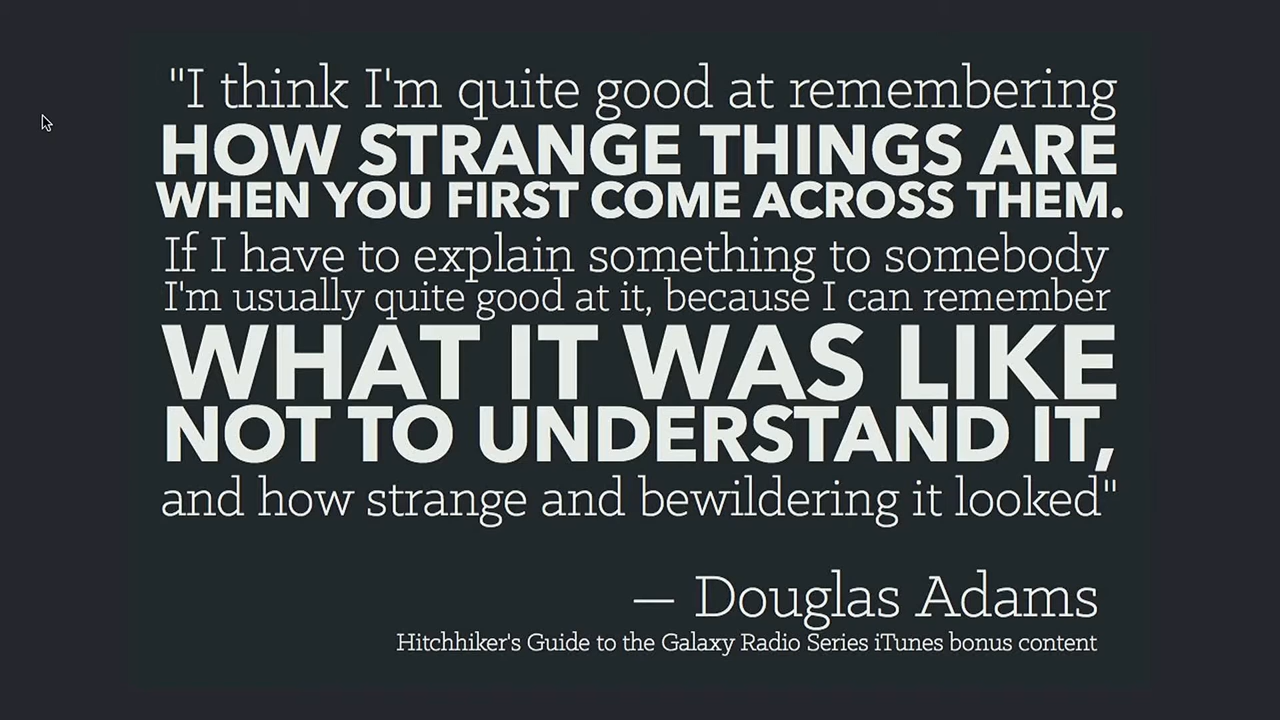 "I think I'm quite good at remembering
HOW STRANGE THINGS ARE
WHEN YOU FIRST COME ACROSS THEM.
If I have to explain something to somebody
I'm usually quite good at it, because I can remember
WHAT IT WAS LIKE
NOT TO UNDERSTAND IT,
and how strange and bewildering it looked"
— Douglas Adams
Hitchhiker's Guide to the Galaxy Radio Series iTunes bonus content